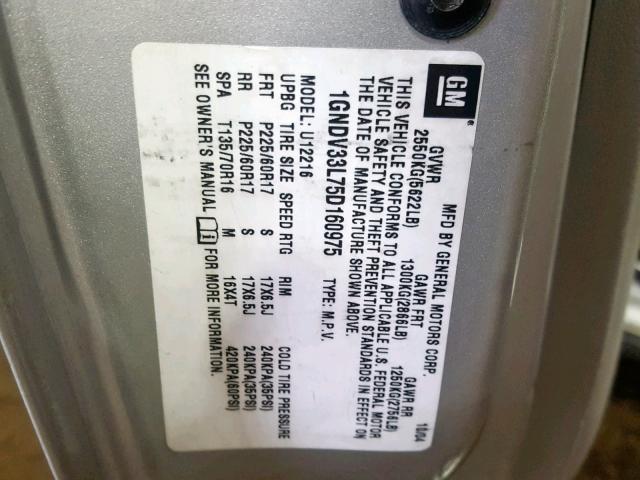 GM
MFD BY GENERAL MOTORS CORP. 10/04
GVWR GAWR FRT GAWR RR
2550KG(5622LB) 1300KG(2866LB) 1250KG(2756LB)
THIS VEHICLE CONFORMS TO ALL APPLICABLE U.S. FEDERAL MOTOR
VEHICLE SAFETY AND THEFT PREVENTION STANDARDS IN EFFECT ON
THE DATE OF MANUFACTURE SHOWN ABOVE.
1GNDV33L75D160975 TYPE: M.P.V.
MODEL: U12216
UPBG TIRE SIZE SPEED RTG RIM COLD TIRE PRESSURE
FRT P225/60R17 S 17X6.5J 240KPA(35PSI)
RR P225/60R17 S 17X6.5J 240KPA(35PSI)
SPA T135/70R16 M 16X4T 420KPA(60PSI)
SEE OWNER'S MANUAL FOR MORE INFORMATION.